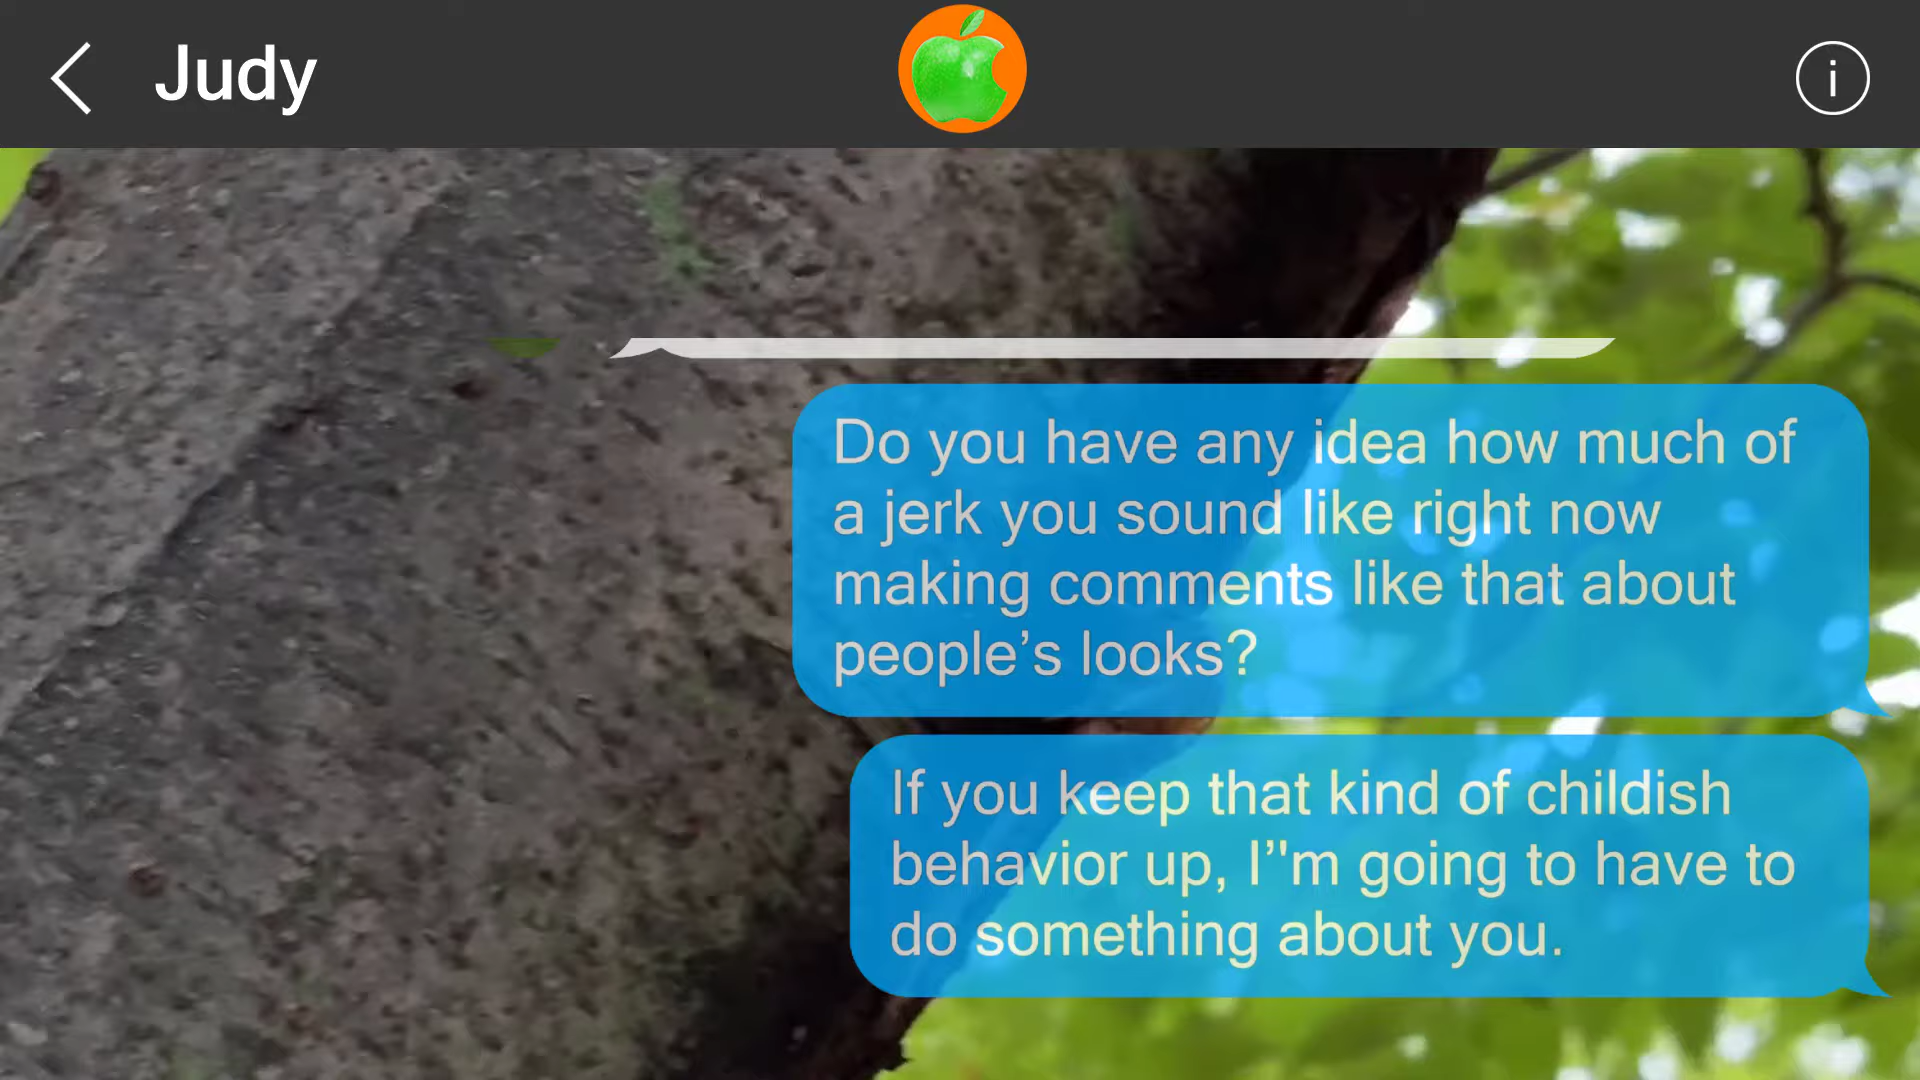 Judy
i
Do you have any idea how much of
a jerk you sound like right now
making comments like that about
people’s looks?
If you keep that kind of childish
behavior up, I’'m going to have to
do something about you.